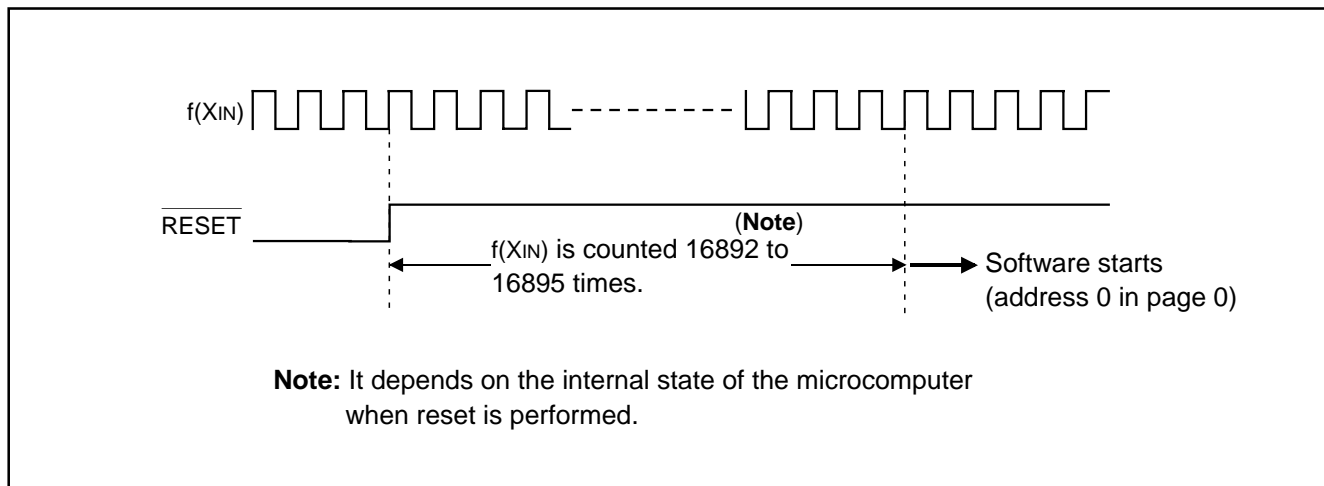 f(XIN)
RESET
(Note)
f(XIN) is counted 16892 to
16895 times.
Software starts
(address 0 in page 0)
Note: It depends on the internal state of the microcomputer
when reset is performed.